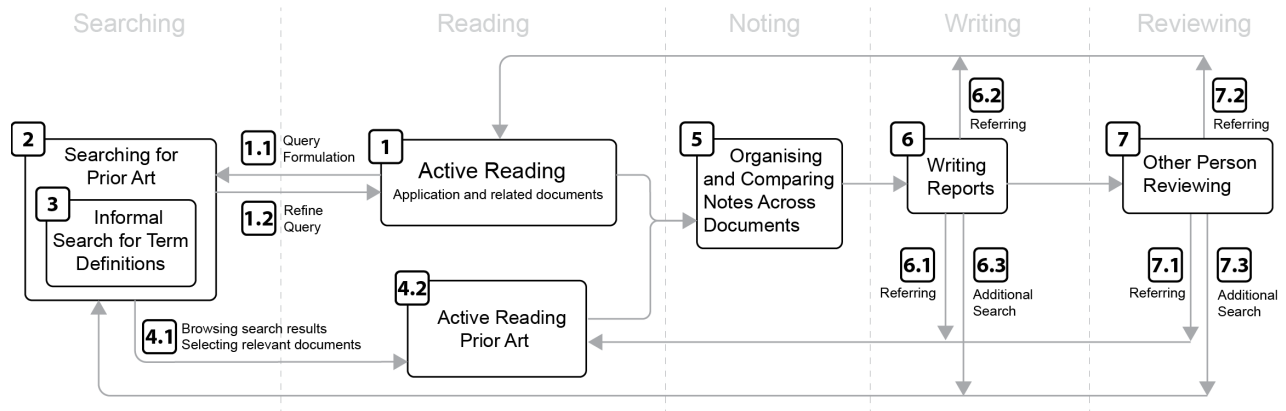 Searching
Reading
Noting
Writing
Reviewing
2
Searching for
Prior Art
3
Informal
Search for Term
Definitions
1.1
Query
Formulation
1.2
Refine
Query
1
Active Reading
Application and related documents
4.1
Browsing search results
Selecting relevant documents
4.2
Active Reading
Prior Art
5
Organising
and Comparing
Notes Across
Documents
6
Writing
Reports
6.2
Referring
6.1
Referring
6.3
Additional
Search
7
Other Person
Reviewing
7.2
Referring
7.1
Referring
7.3
Additional
Search